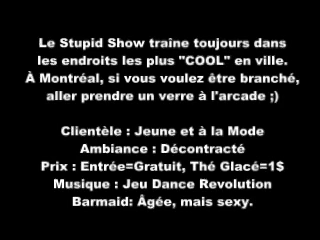 Le Stupid Show traîne toujours dans
les endroits les plus "COOL" en ville.
À Montréal, si vous voulez être branché,
aller prendre un verre à l'arcade ;)
Clientèle : Jeune et à la Mode
Ambiance : Décontracté
Prix : Entrée=Gratuit, Thé Glacé=1$
Musique : Jeu Dance Revolution
Barmaid: Âgée, mais sexy.